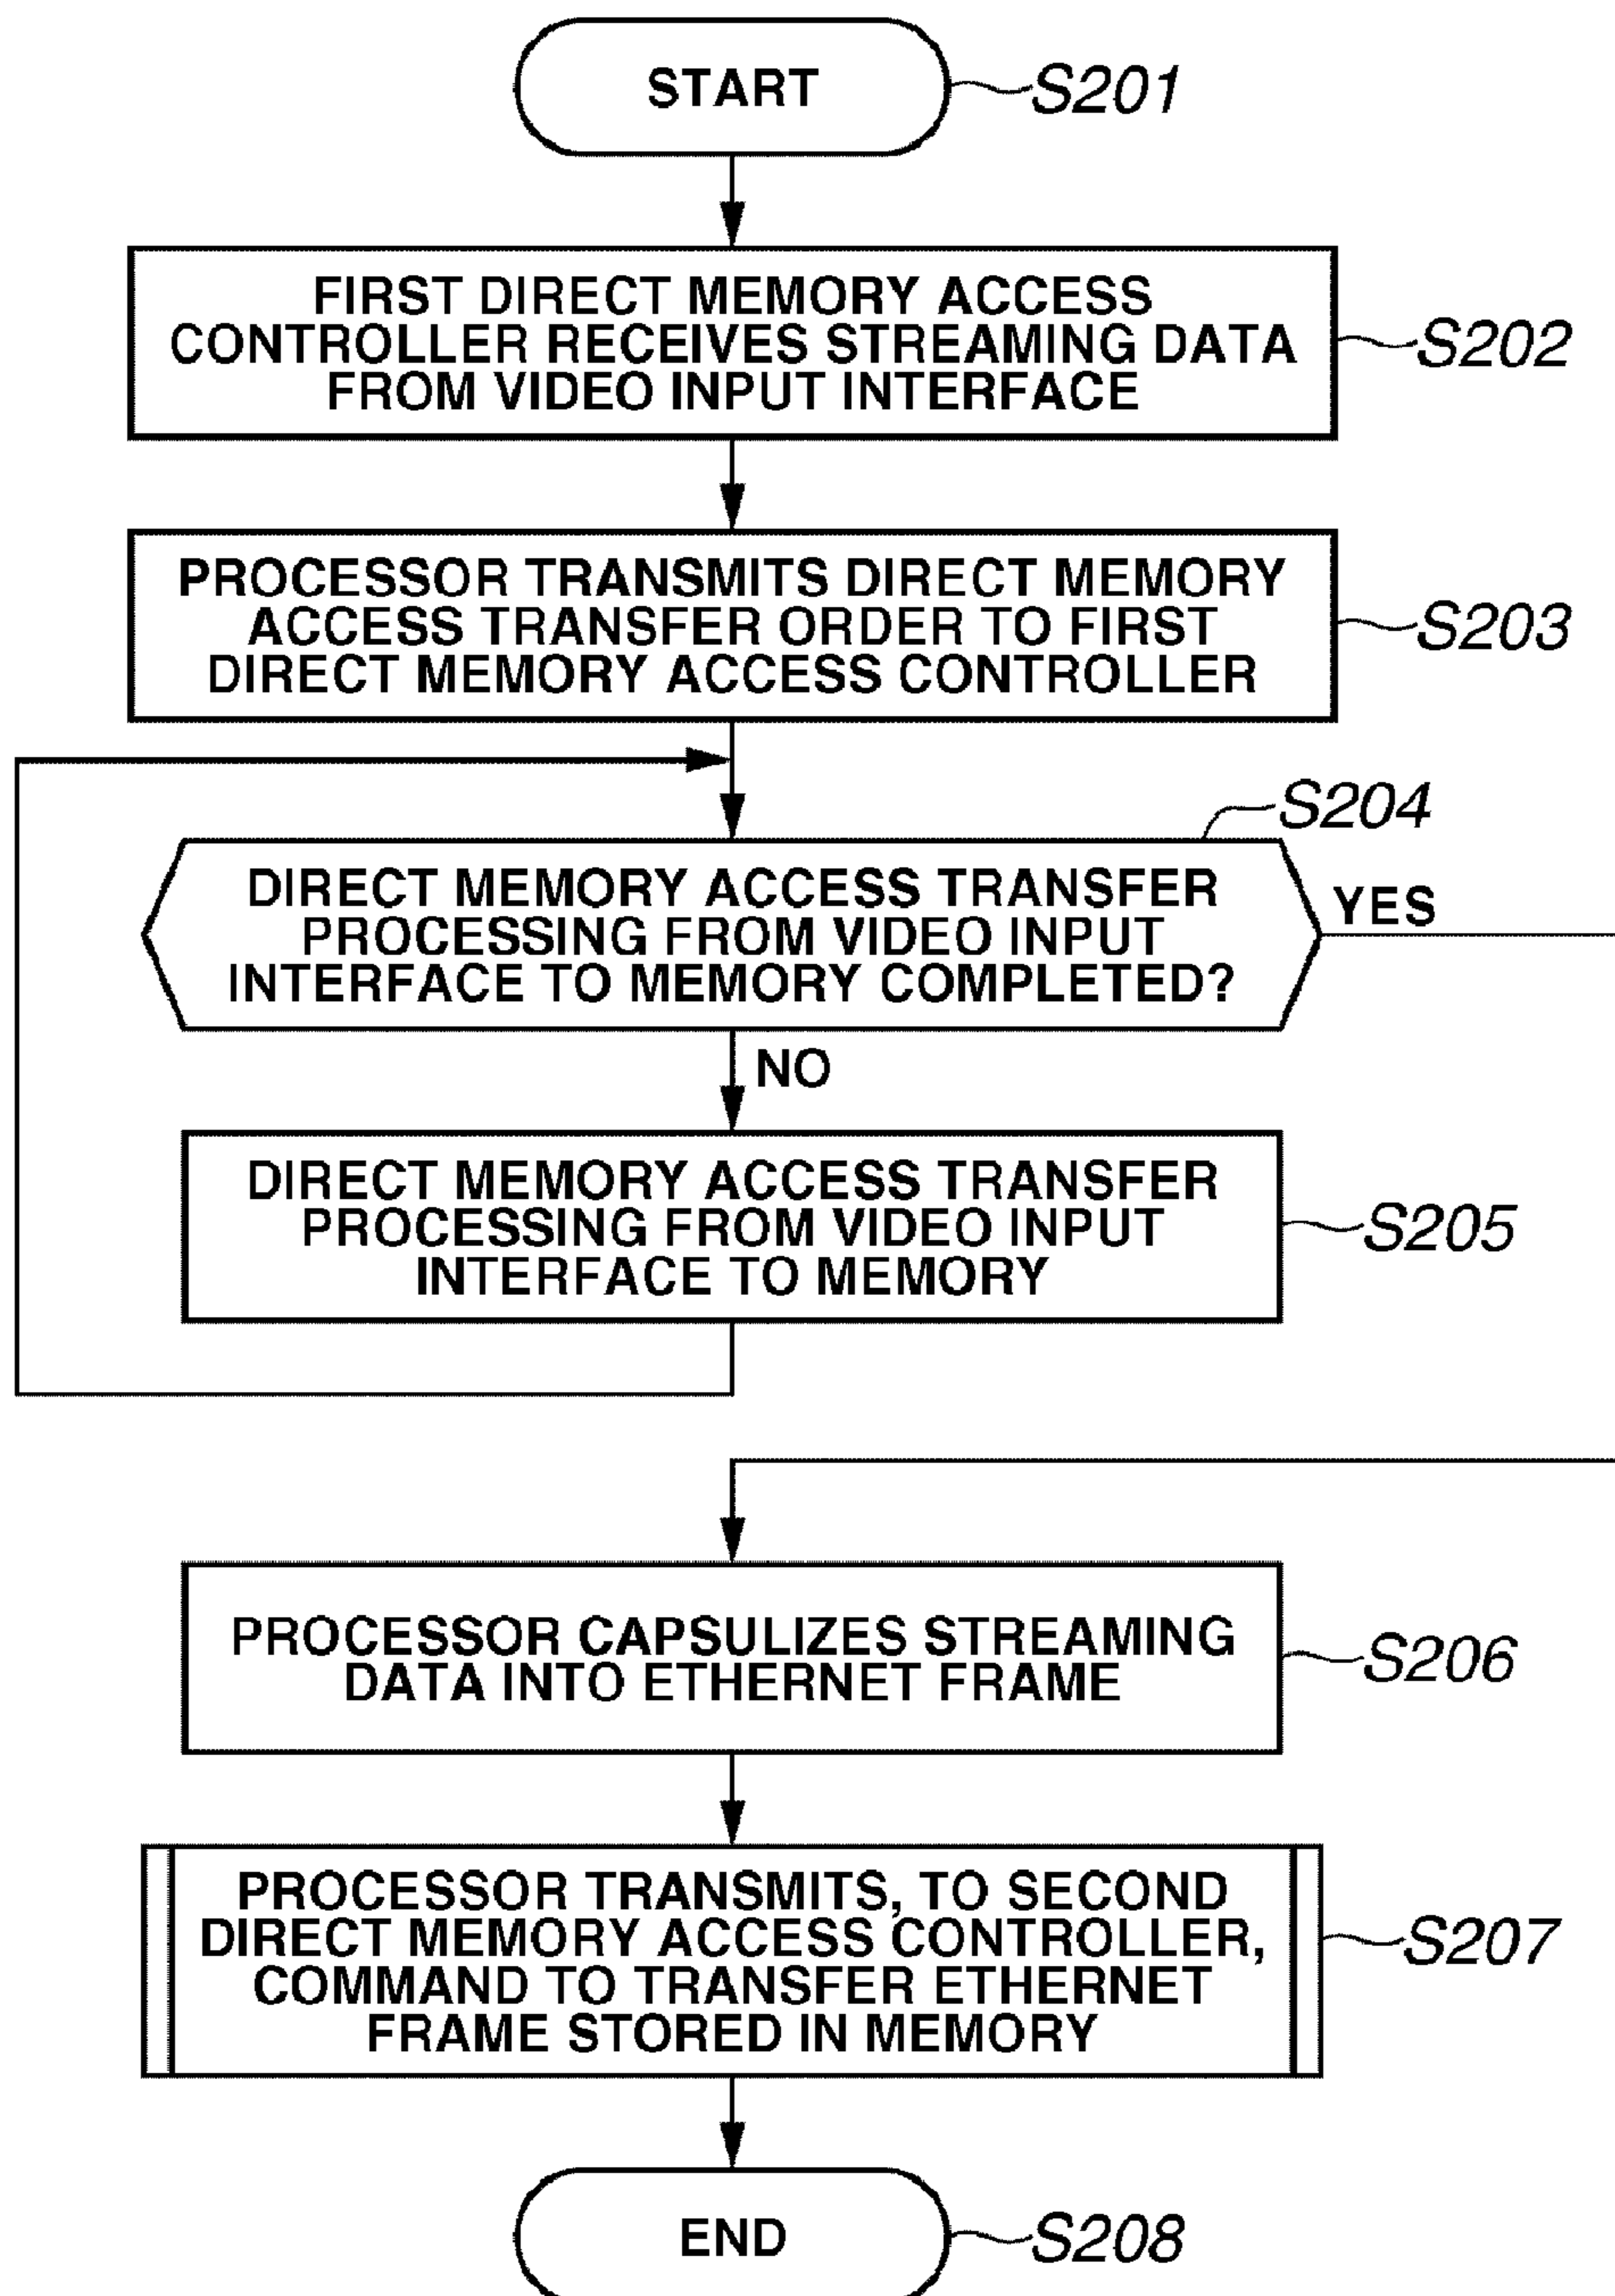 START
S201
FIRST DIRECT MEMORY ACCESS
CONTROLLER RECEIVES STREAMING DATA
FROM VIDEO INPUT INTERFACE
S202
PROCESSOR TRANSMITS DIRECT MEMORY
ACCESS TRANSFER ORDER TO FIRST
DIRECT MEMORY ACCESS CONTROLLER
S203
S204
DIRECT MEMORY ACCESS TRANSFER
PROCESSING FROM VIDEO INPUT
INTERFACE TO MEMORY COMPLETED?
YES
NO
DIRECT MEMORY ACCESS TRANSFER
PROCESSING FROM VIDEO INPUT
INTERFACE TO MEMORY
S205
PROCESSOR CAPSULIZES STREAMING
DATA INTO ETHERNET FRAME
S206
PROCESSOR TRANSMITS, TO SECOND
DIRECT MEMORY ACCESS CONTROLLER,
COMMAND TO TRANSFER ETHERNET
FRAME STORED IN MEMORY
S207
END
S208